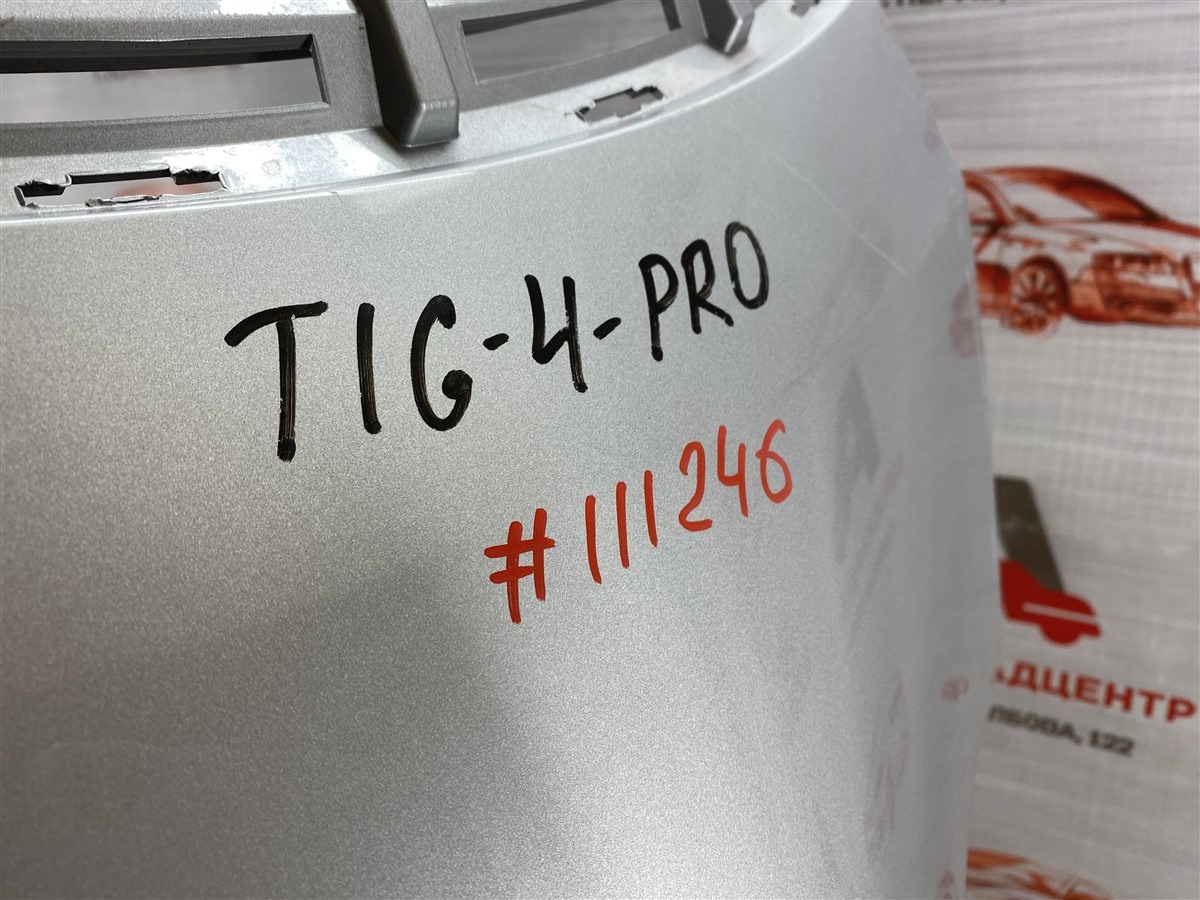 TIG-4-PRO
#111246
АДЦЕНТР
ЛБОВА, 122